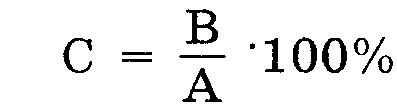 C = B/A ·100%